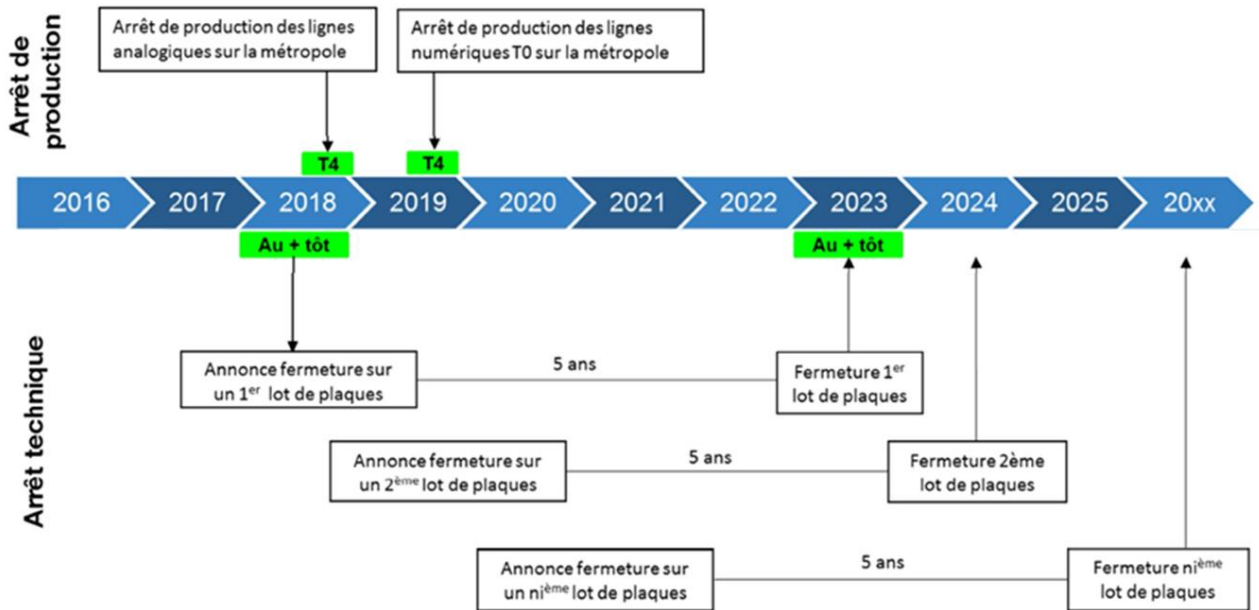 Arrêt de
production
Arrêt de production des lignes
analogiques sur la métropole
Arrêt de production des lignes
numériques T0 sur la métropole
T4
T4
2016
2017
2018
2019
2020
2021
2022
2023
2024
2025
20xx
Au + tôt
Au + tôt
Arrêt technique
Annonce fermeture sur
un 1er lot de plaques
5 ans
Fermeture 1er
lot de plaques
Annonce fermeture sur
un 2ème lot de plaques
5 ans
Fermeture 2ème
lot de plaques
Annonce fermeture sur
un nième lot de plaques
5 ans
Fermeture nième
lot de plaques